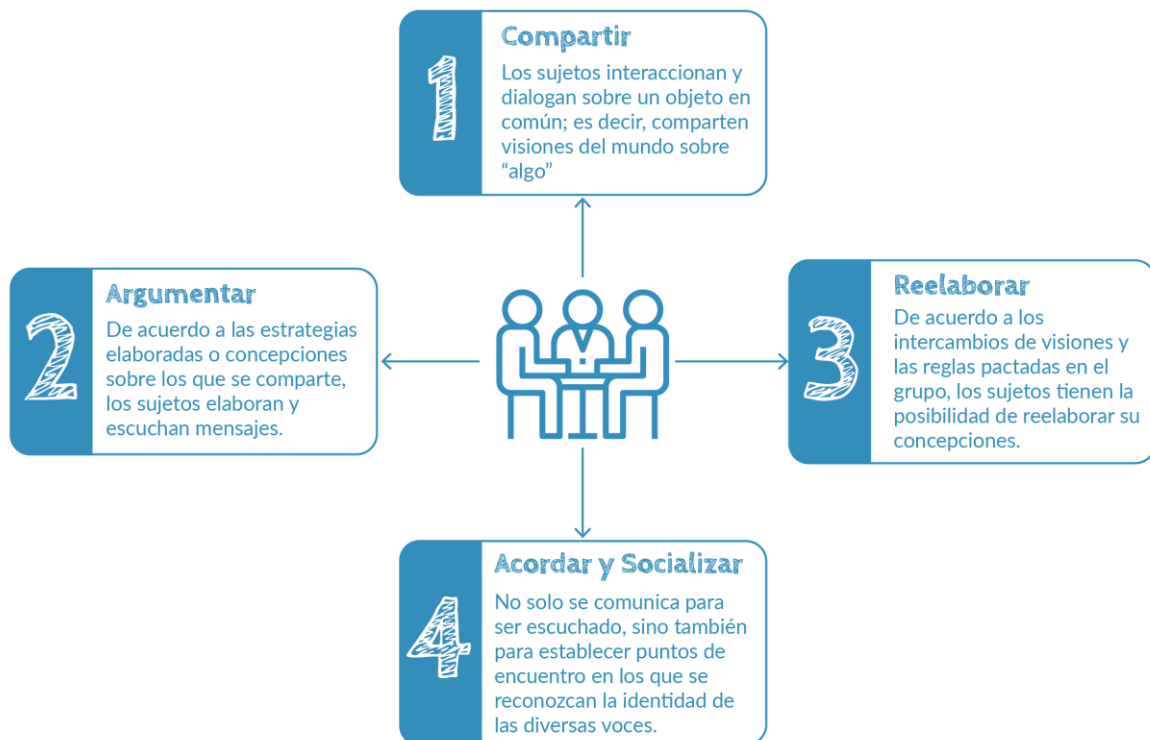 1
Compartir
Los sujetos interaccionan y
dialogan sobre un objeto en
común; es decir, comparten
visiones del mundo sobre
“algo”
2
Argumentar
De acuerdo a las estrategias
elaboradas o concepciones
sobre los que se comparte,
los sujetos elaboran y
escuchan mensajes.
3
Reelaborar
De acuerdo a los
intercambios de visiones y
las reglas pactadas en el
grupo, los sujetos tienen la
posibilidad de reelaborar su
concepciones.
4
Acordar y Socializar
No solo se comunica para
ser escuchado, sino también
para establecer puntos de
encuentro en los que se
reconozcan la identidad de
las diversas voces.